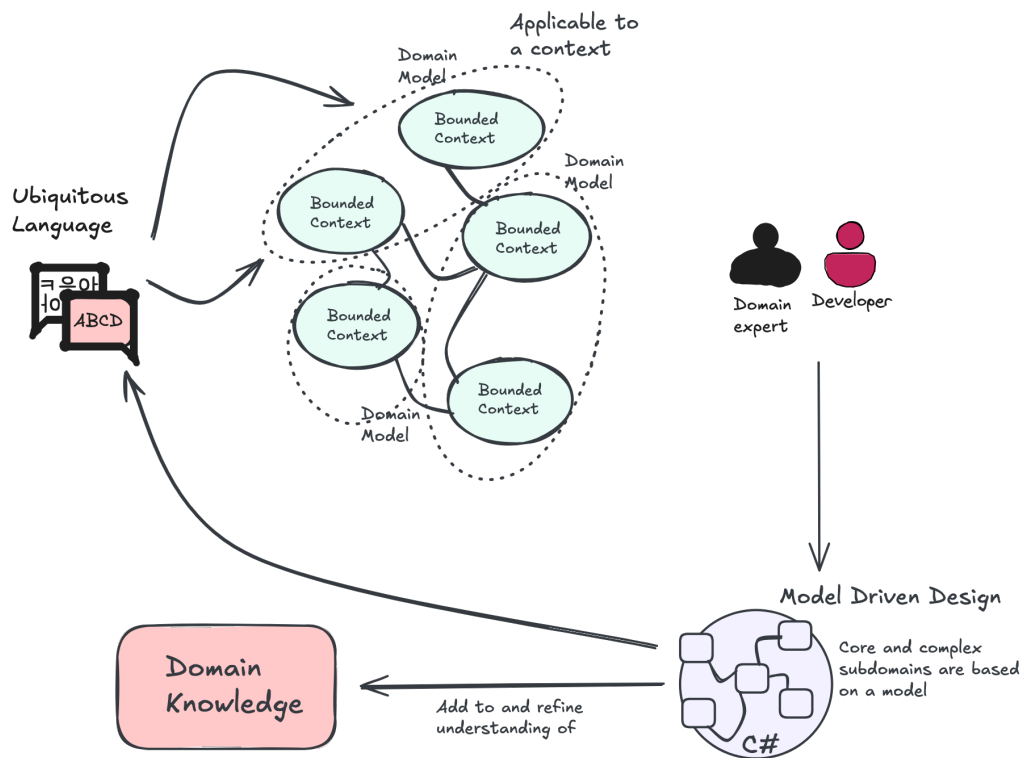 Applicable to
a context
Domain
Model
Bounded
Context
Domain
Model
Ubiquitous
Language
Bounded
Context
Bounded
Context
ABCD
Bounded
Context
Domain
expert
Developer
Bounded
Context
Domain
Model
Model Driven Design
Core and complex
subdomains are based
on a model
Domain
Knowledge
Add to and refine
understanding of
C#